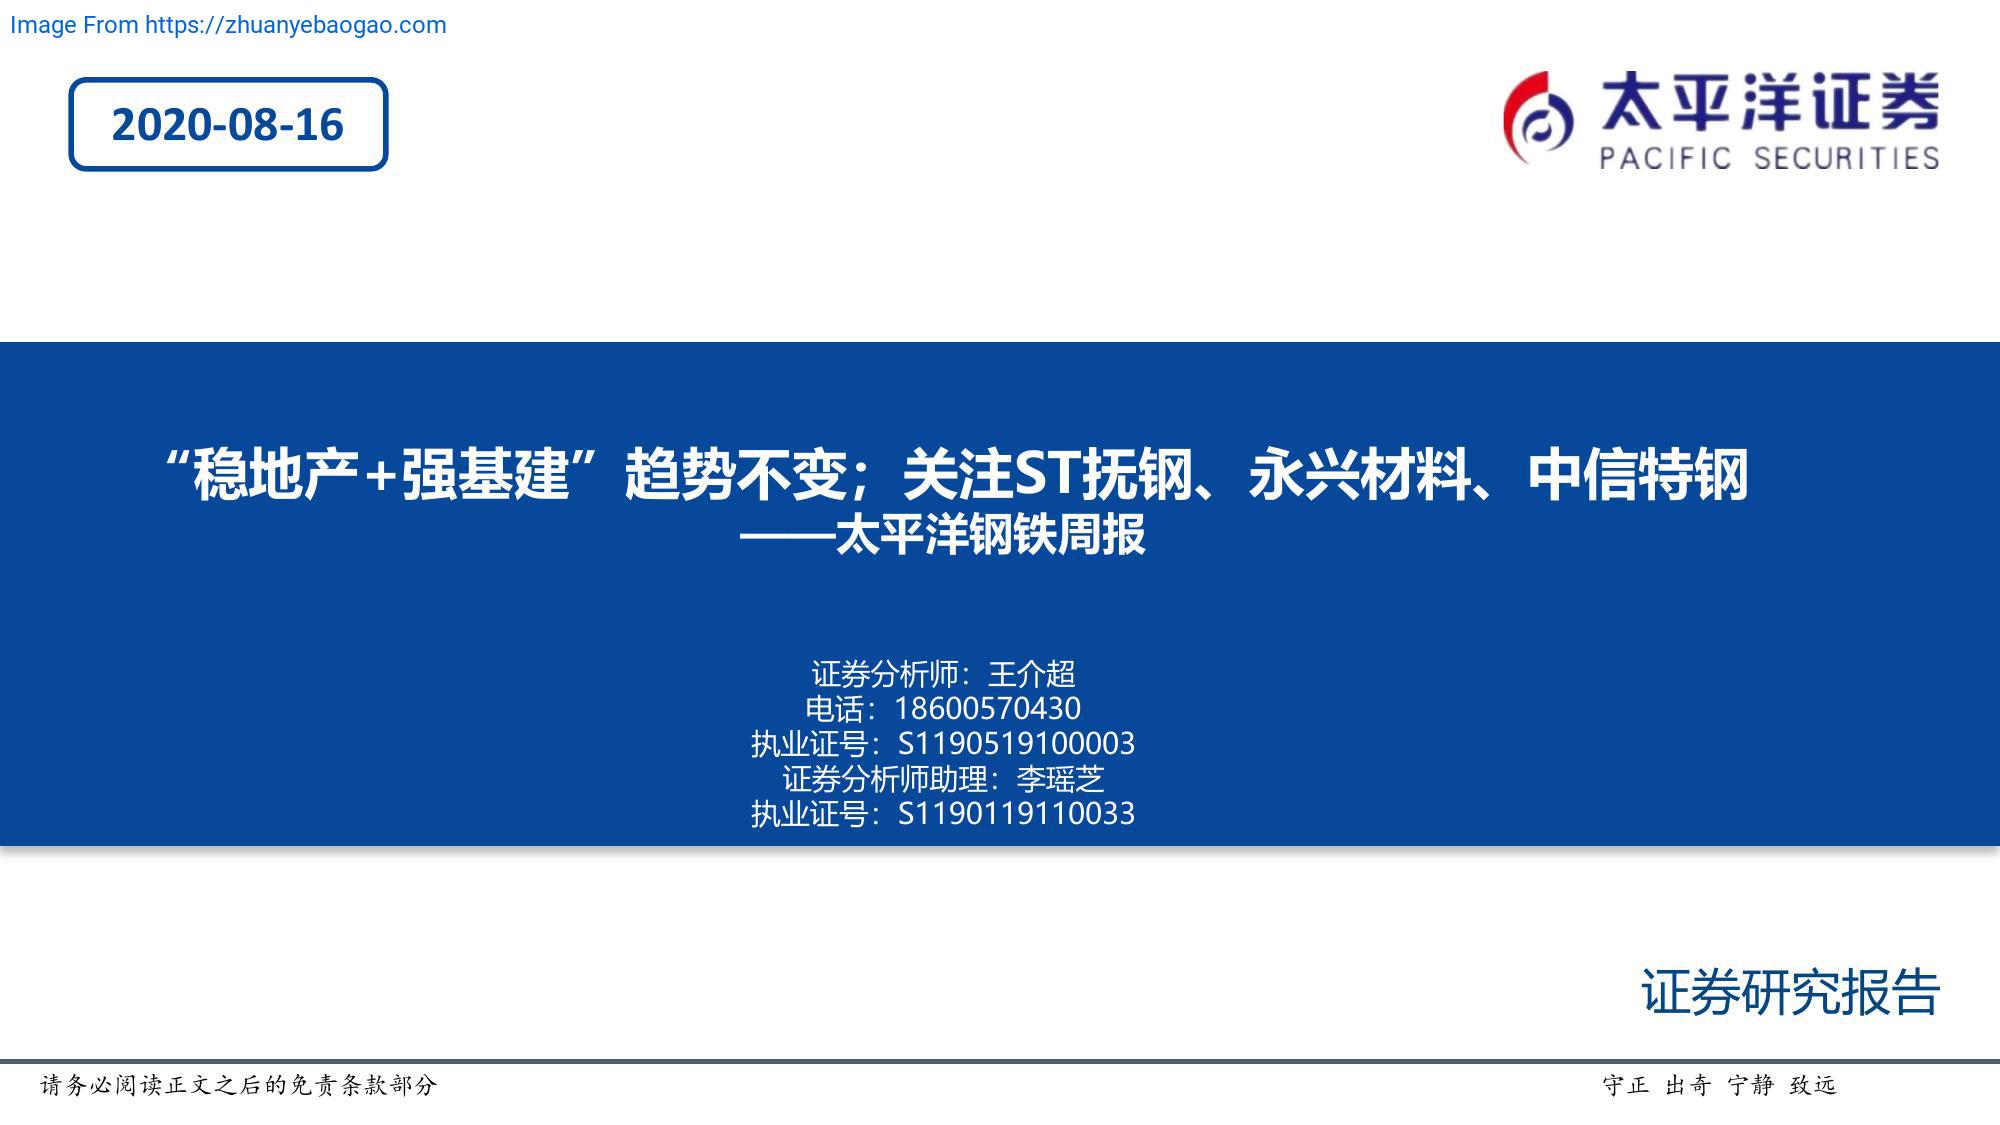 Image From https://zhuanyebaogao.com
2020-08-16
太平洋证券
PACIFIC SECURITIES
“稳地产+强基建”趋势不变；关注ST抚钢、永兴材料、中信特钢
——太平洋钢铁周报
证券分析师：王介超
电话：18600570430
执业证号：S1190519100003
证券分析师助理：李瑶芝
执业证号：S1190119110033
证券研究报告
请务必阅读正文之后的免责条款部分
守正 出奇 宁静 致远